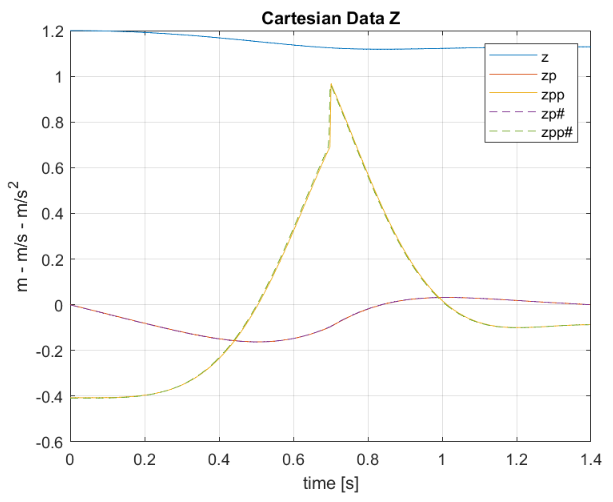 Cartesian Data Z
z
zp
zpp
zp#
zpp#
1.2
1
0.8
0.6
0.4
0.2
0
-0.2
-0.4
-0.6
m - m/s - m/s²
0 0.2 0.4 0.6 0.8 1 1.2 1.4
time [s]